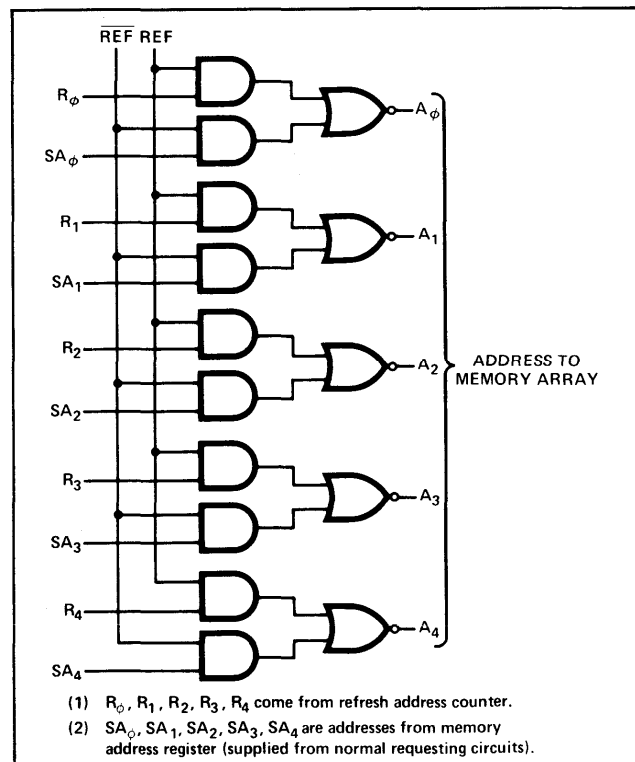 R̅E̅F̅ REF
Rϕ
SAϕ
Aϕ
R₁
SA₁
A₁
R₂
SA₂
A₂
ADDRESS TO
MEMORY ARRAY
R₃
SA₃
A₃
R₄
SA₄
A₄
(1) Rϕ, R₁, R₂, R₃, R₄ come from refresh address counter.
(2) SAϕ, SA₁, SA₂, SA₃, SA₄ are addresses from memory
address register (supplied from normal requesting circuits).